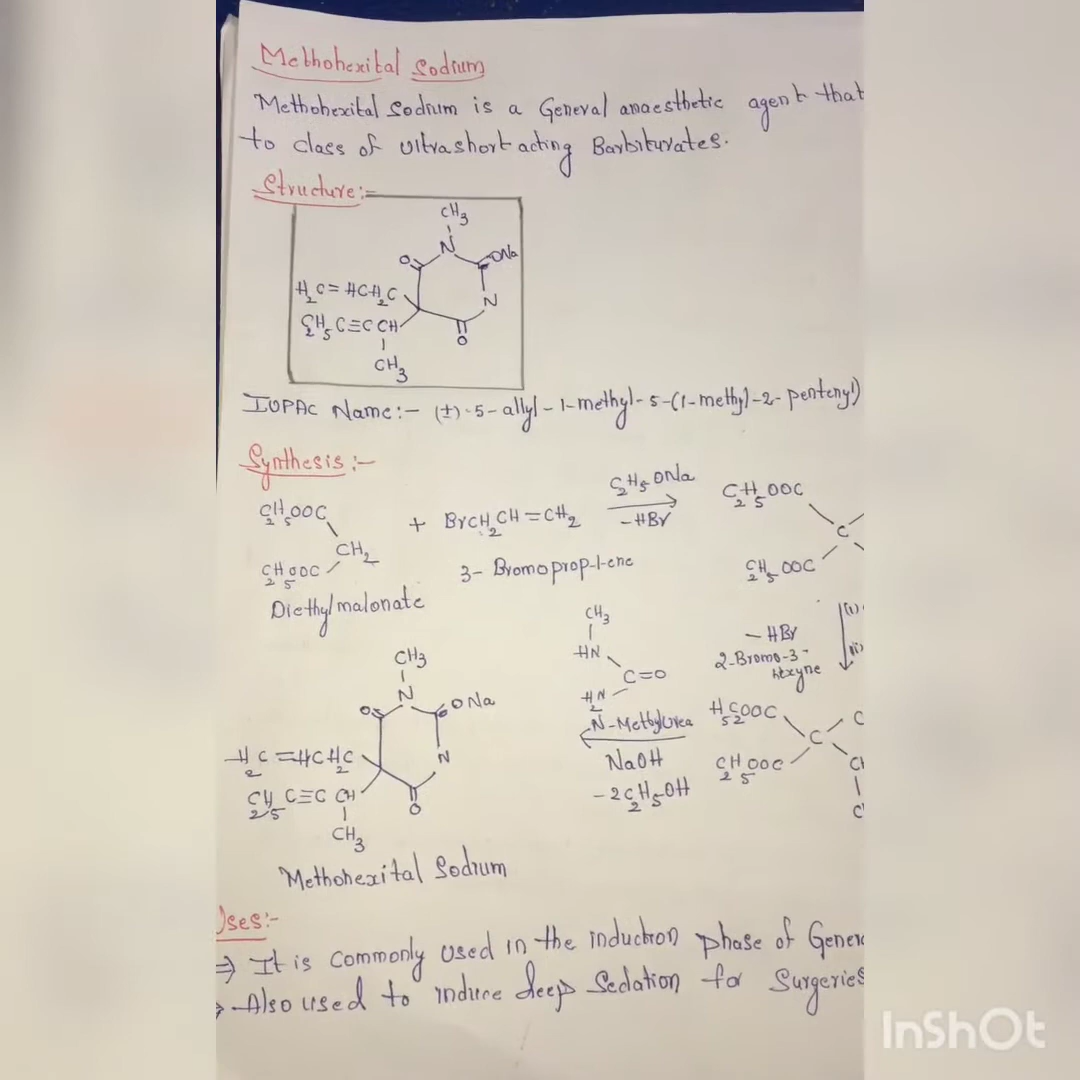 Methohexital Sodium
Methohexital Sodium is a General anaesthetic agent that
to class of Ultrashort acting Barbiturates.
Structure:-
CH3
N
O
ONa
H2C=HCH2C
N
C2H5C≡CCH
O
CH3
IUPAC Name:- (±)-5-allyl-1-methyl-5-(1-methyl-2-pentenyl)
Synthesis:-
C2H5OOC
CH2
C2H5OOC
Diethylmalonate
+ BrCH2CH=CH2
3-Bromoprop-1-ene
C2H5ONa
-HBr
C2H5OOC
C
C2H5OOC
-HBr
2-Bromo-3-
hexyne
(i)
(ii)
H5C2OOC
C
C2H5OOC
C
CH
C
CH3
HN
C=O
H2N
N-Methylurea
NaOH
-2C2H5OH
CH3
N
O
ONa
H2C=HCH2C
N
C2H5C≡C CH
O
CH3
Methohexital Sodium
Uses:-
⇒ It is commonly used in the induction phase of Gener
⇒ Also used to induce deep Sedation for Surgeries
InShOt